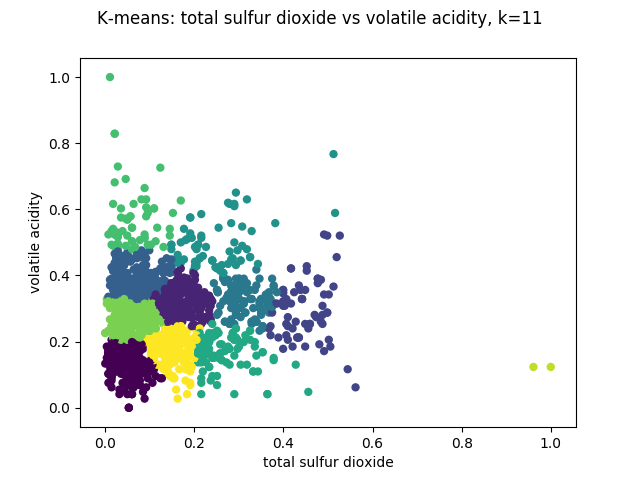 K-means: total sulfur dioxide vs volatile acidity, k=11
1.0
0.8
0.6
0.4
0.2
0.0
volatile acidity
0.0 0.2 0.4 0.6 0.8 1.0
total sulfur dioxide